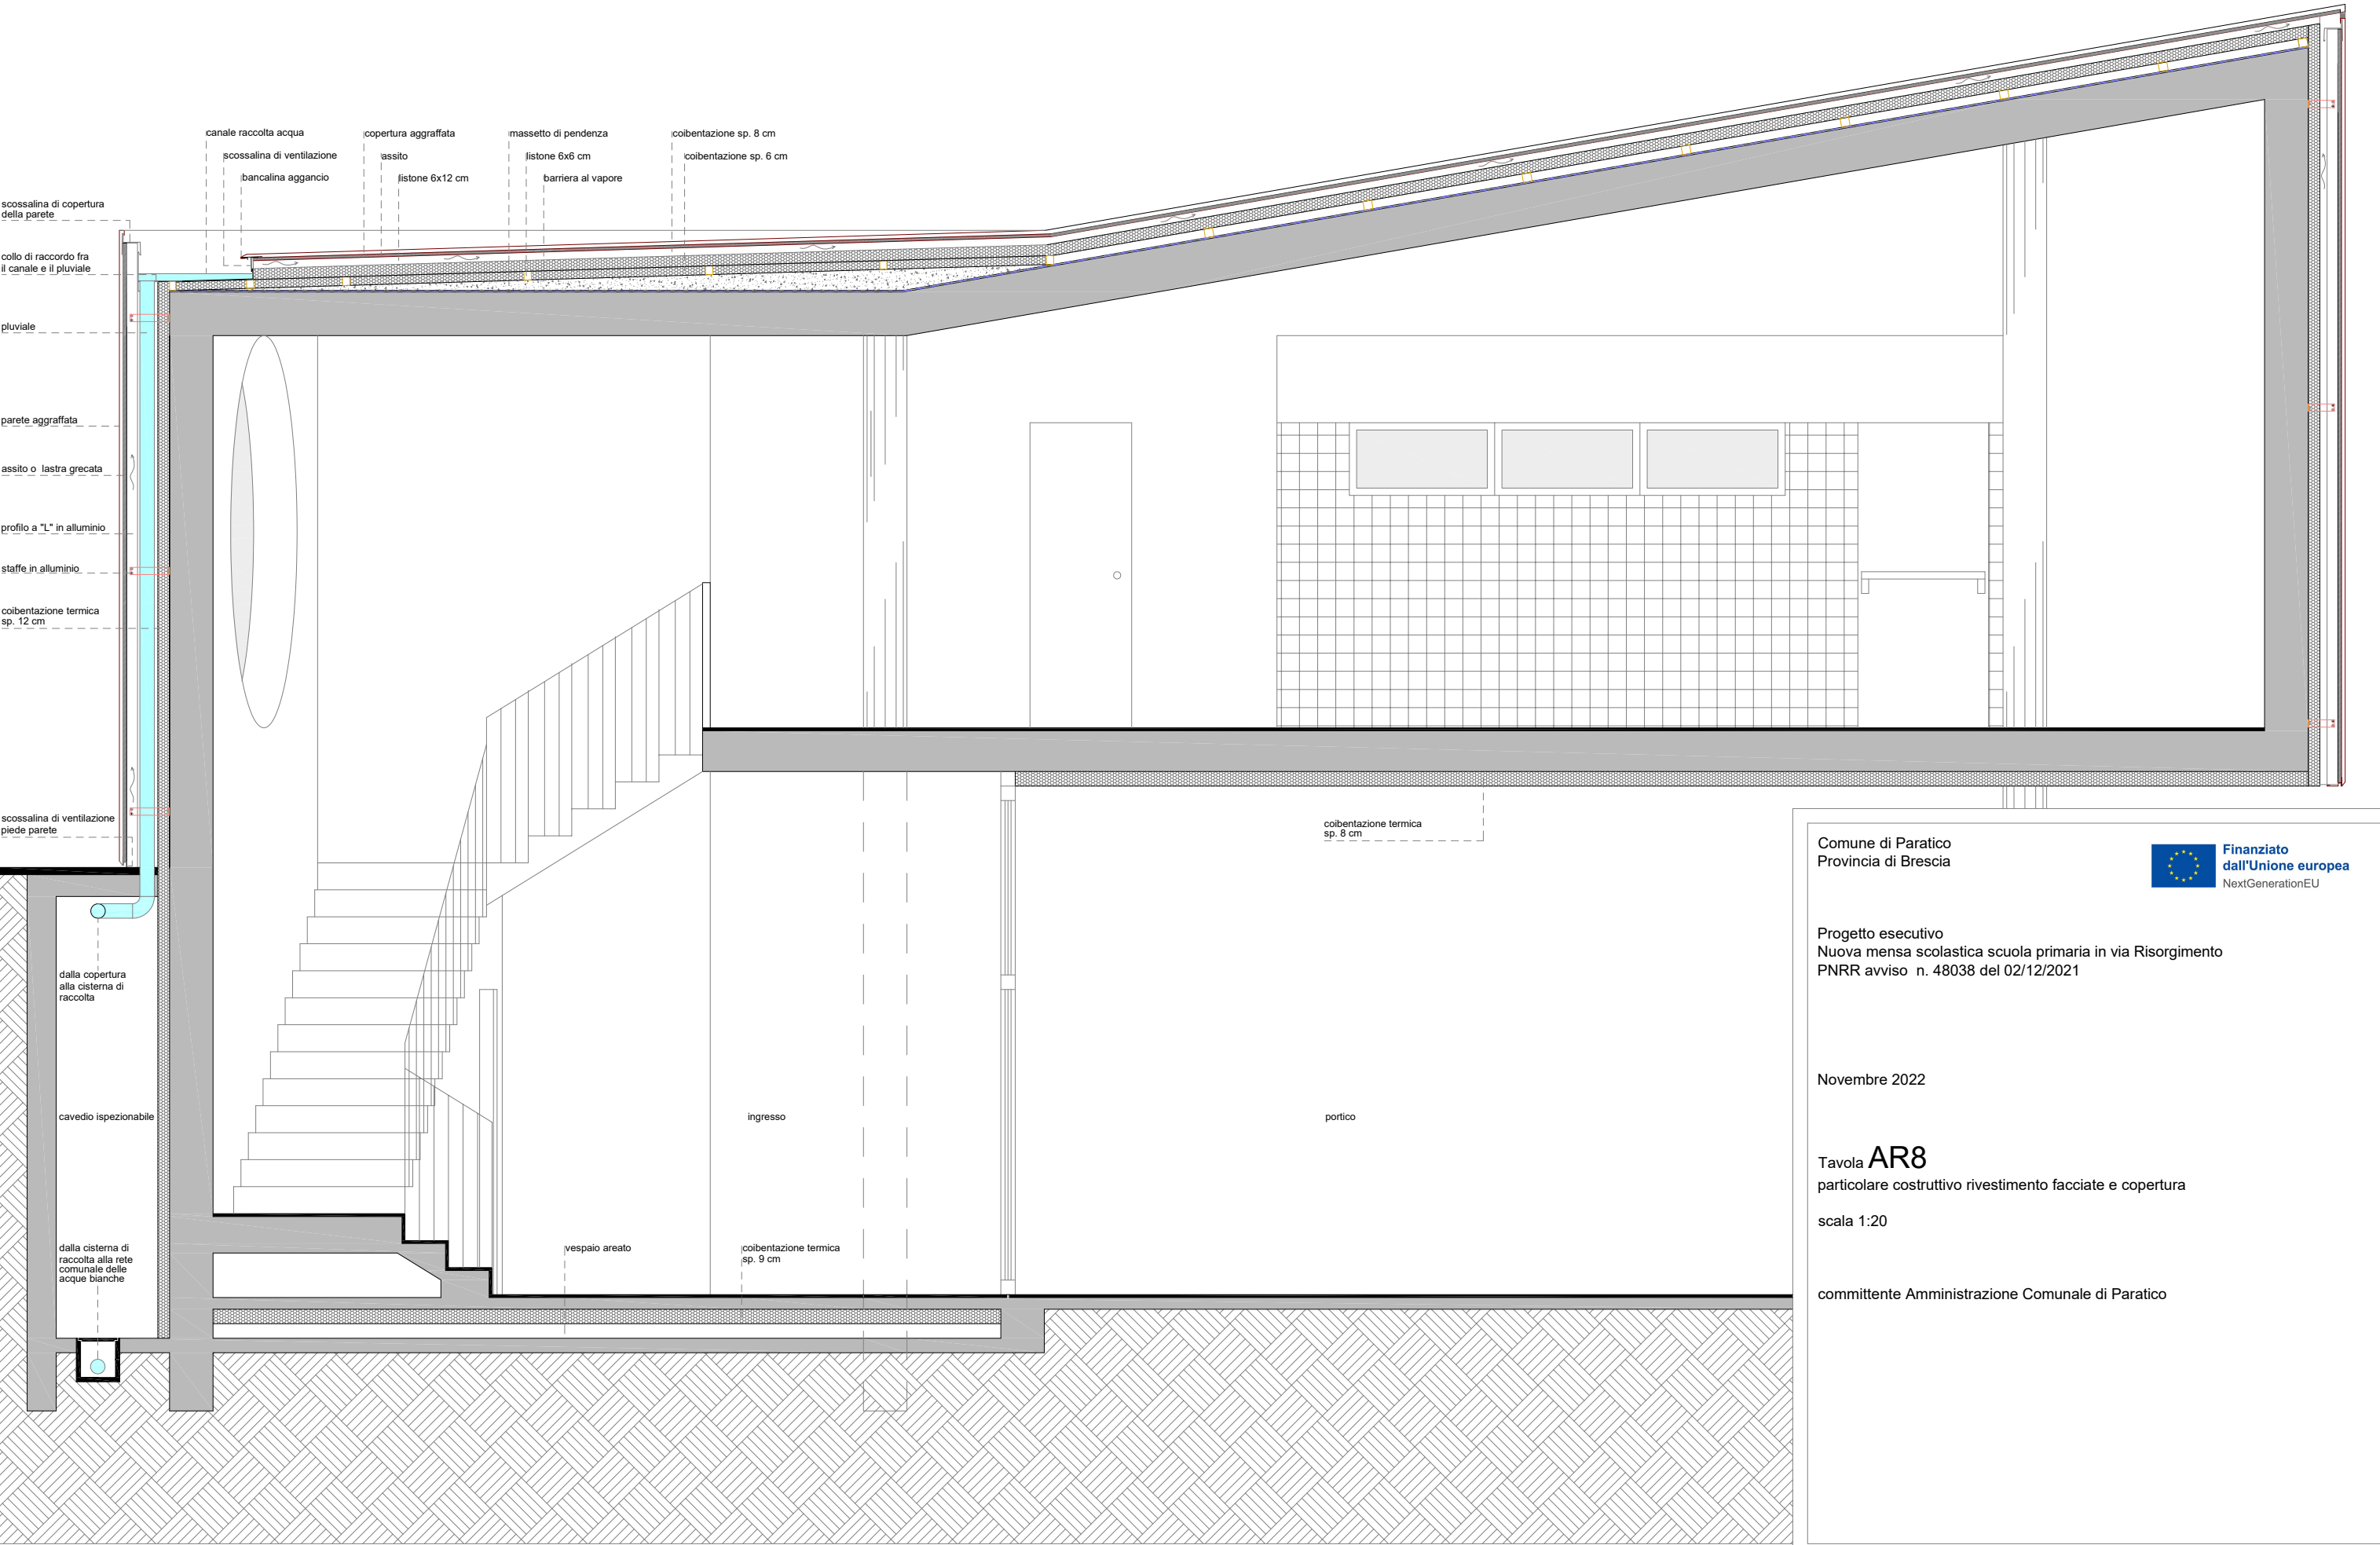 canale raccolta acqua
scossalina di ventilazione
bancalina aggancio
copertura aggraffata
assito
listone 6x12 cm
massetto di pendenza
listone 6x6 cm
barriera al vapore
coibentazione sp. 8 cm
coibentazione sp. 6 cm
scossalina di copertura
della parete
collo di raccordo fra
il canale e il pluviale
pluviale
parete aggraffata
assito o lastra grecata
profilo a "L" in alluminio
staffe in alluminio
coibentazione termica
sp. 12 cm
scossalina di ventilazione
piede parete
dalla copertura
alla cisterna di
raccolta
cavedio ispezionabile
dalla cisterna di
raccolta alla rete
comunale delle
acque bianche
vespaio areato
coibentazione termica
sp. 9 cm
ingresso
portico
coibentazione termica
sp. 8 cm
Comune di Paratico
Provincia di Brescia
Finanziato
dall'Unione europea
NextGenerationEU
Progetto esecutivo
Nuova mensa scolastica scuola primaria in via Risorgimento
PNRR avviso n. 48038 del 02/12/2021
Novembre 2022
Tavola AR8
particolare costruttivo rivestimento facciate e copertura
scala 1:20
committente Amministrazione Comunale di Paratico